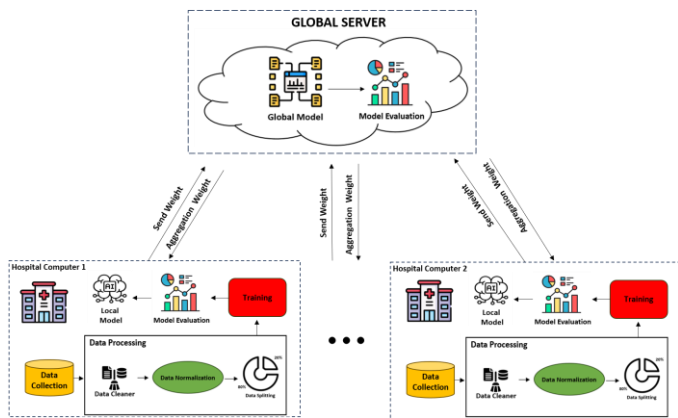 GLOBAL SERVER
Global Model
Model Evaluation
Send Weight
Aggregation Weight
Send Weight
Aggregation Weight
Aggregation Weight
Send Weight
Hospital Computer 1
AI
Local
Model
Model Evaluation
Training
Data Processing
Data
Collection
Data Cleaner
Data Normalization
Data Splitting
Hospital Computer 2
AI
Local
Model
Model Evaluation
Training
Data Processing
Data
Collection
Data Cleaner
Data Normalization
Data Splitting